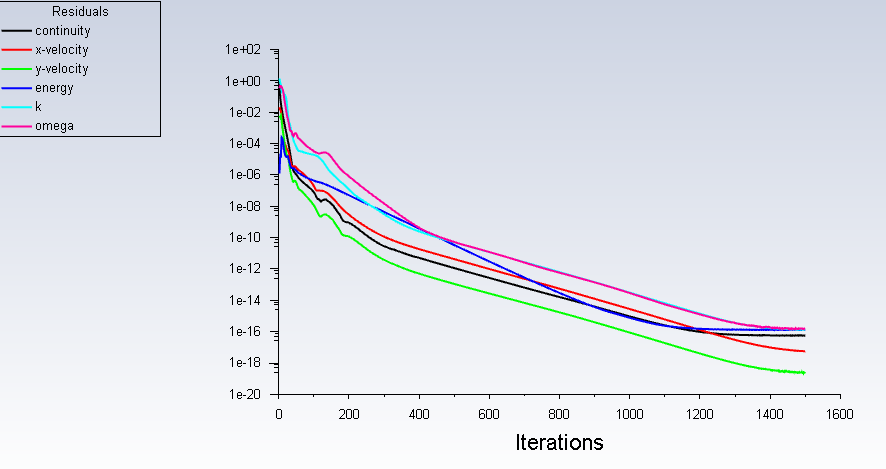 Residuals
continuity
x-velocity
y-velocity
energy
k
omega
1e+02
1e+00
1e-02
1e-04
1e-06
1e-08
1e-10
1e-12
1e-14
1e-16
1e-18
1e-20
0 200 400 600 800 1000 1200 1400 1600
Iterations